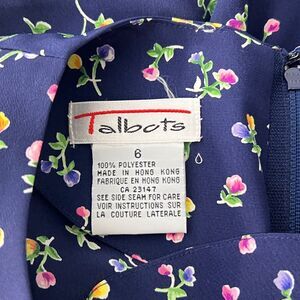 Talbots
6
100% POLYESTER
MADE IN HONG KONG
FABRIQUE EN HONG KONG
CA 23147
SEE SIDE SEAM FOR CARE
VOIR INSTRUCTIONS SUR
LA COUTURE LATERALE